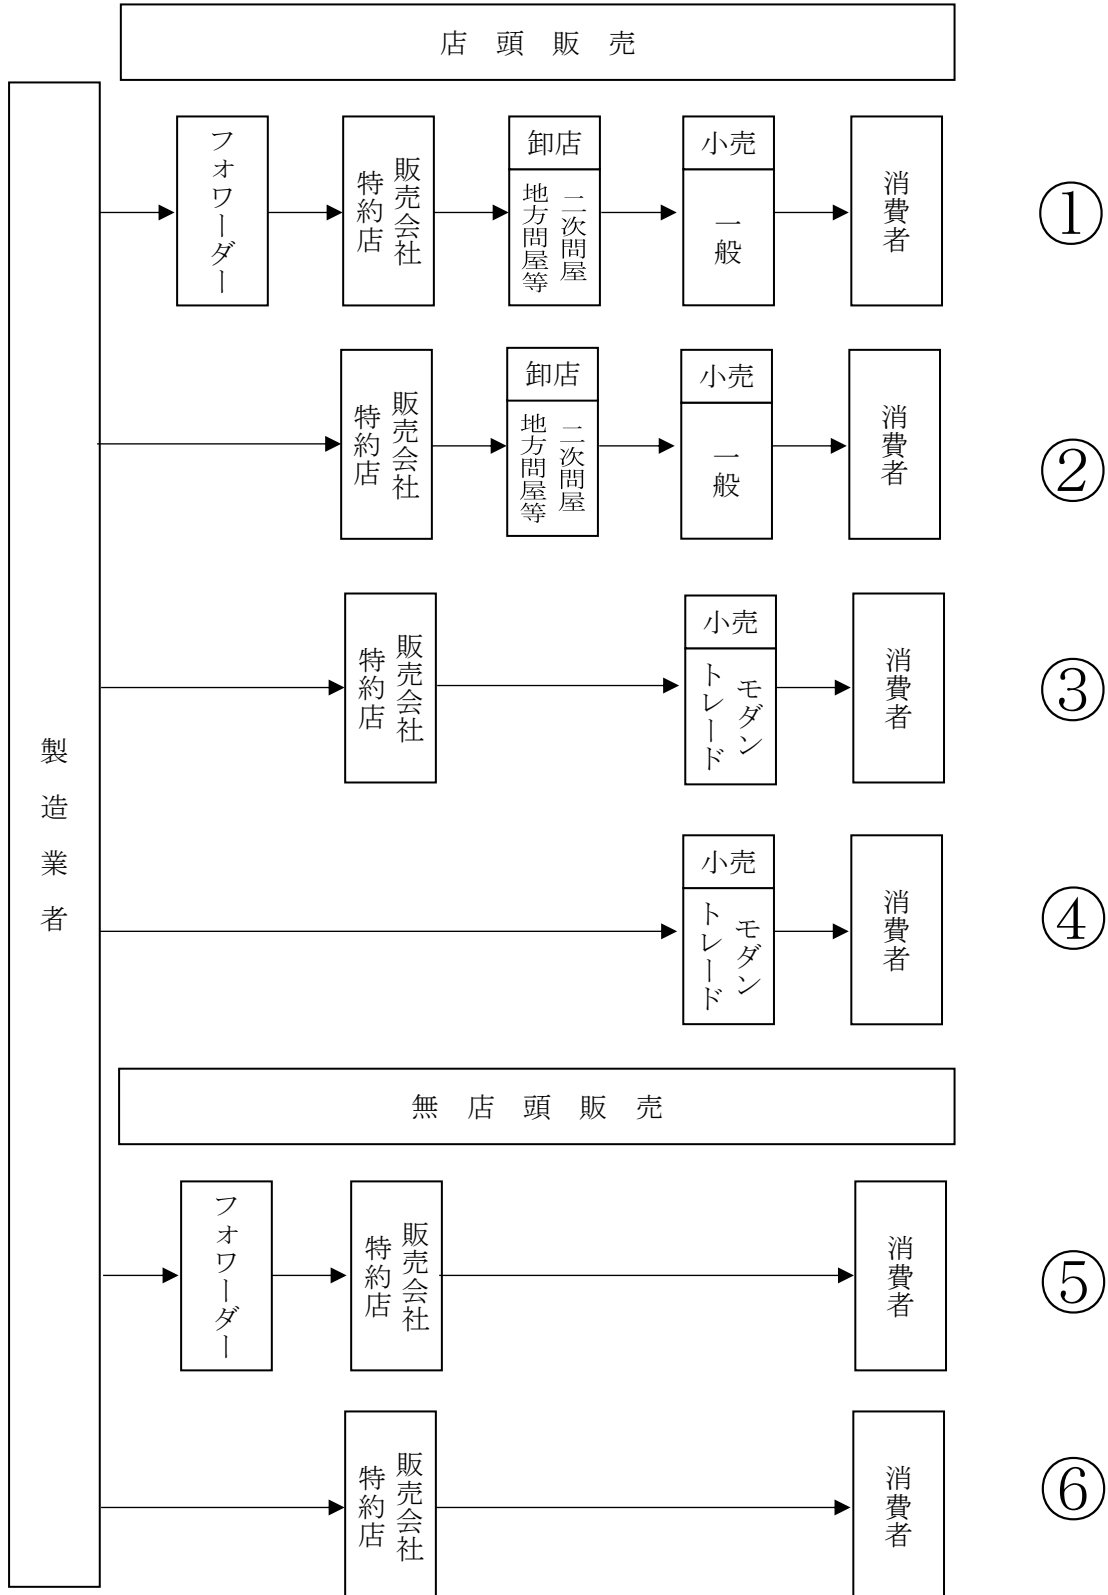 店頭販売
製造業者
フオワーダー
販売会社
特約店
卸店
二次問屋
地方問屋等
小売
一般
消費者
①
販売会社
特約店
卸店
二次問屋
地方問屋等
小売
一般
消費者
②
販売会社
特約店
小売
モダン
トレード
消費者
③
小売
モダン
トレード
消費者
④
無店頭販売
フオワーダー
販売会社
特約店
消費者
⑤
販売会社
特約店
消費者
⑥